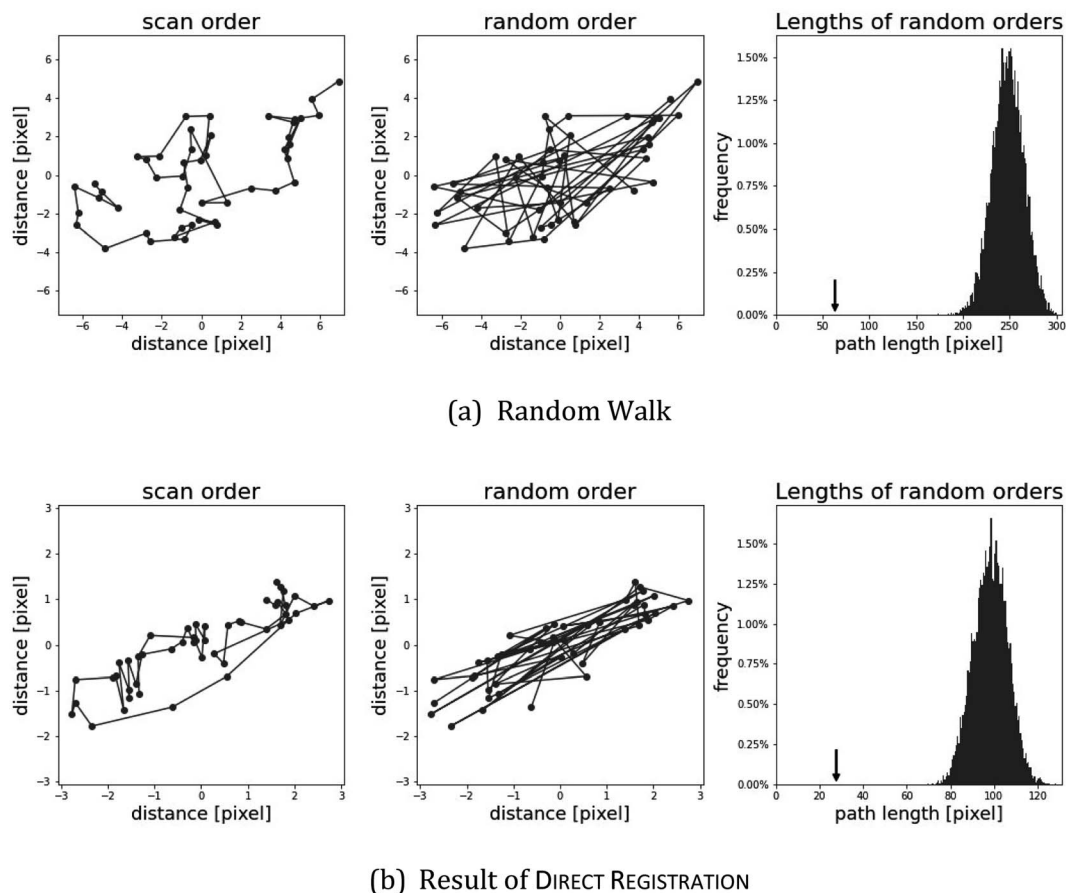 scan order
random order
Lengths of random orders
distance [pixel]
6
4
2
0
−2
−4
−6
−6 −4 −2 0 2 4 6
distance [pixel]
distance [pixel]
6
4
2
0
−2
−4
−6
−6 −4 −2 0 2 4 6
distance [pixel]
frequency
1.50%
1.25%
1.00%
0.75%
0.50%
0.25%
0.00%
0 50 100 150 200 250 300
path length [pixel]
(a) Random Walk
scan order
random order
Lengths of random orders
distance [pixel]
3
2
1
0
−1
−2
−3
−3 −2 −1 0 1 2 3
distance [pixel]
distance [pixel]
3
2
1
0
−1
−2
−3
−3 −2 −1 0 1 2 3
distance [pixel]
frequency
1.50%
1.25%
1.00%
0.75%
0.50%
0.25%
0.00%
0 20 40 60 80 100 120
path length [pixel]
(b) Result of DIRECT REGISTRATION